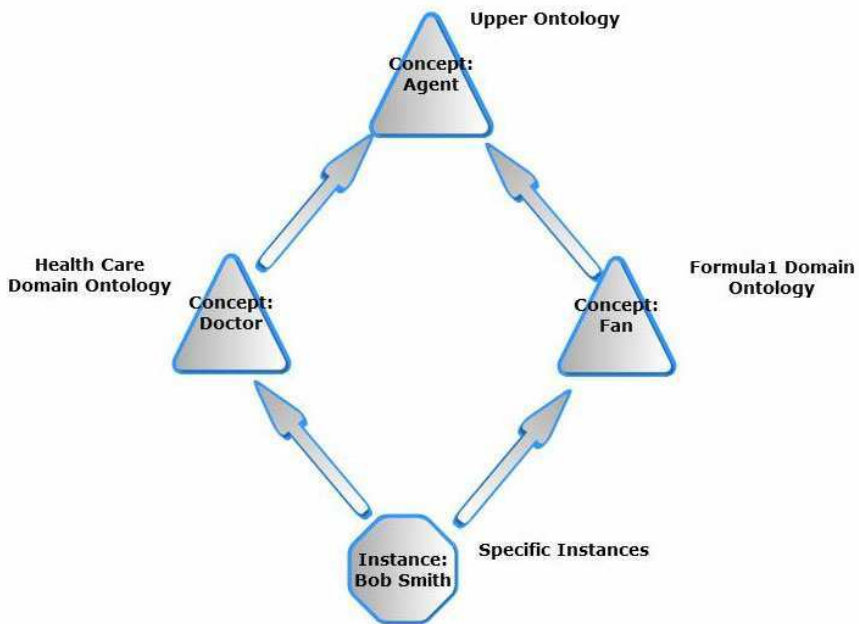 Upper Ontology
Concept:
Agent
Health Care
Domain Ontology
Concept:
Doctor
Concept:
Fan
Formula1 Domain
Ontology
Instance:
Bob Smith
Specific Instances